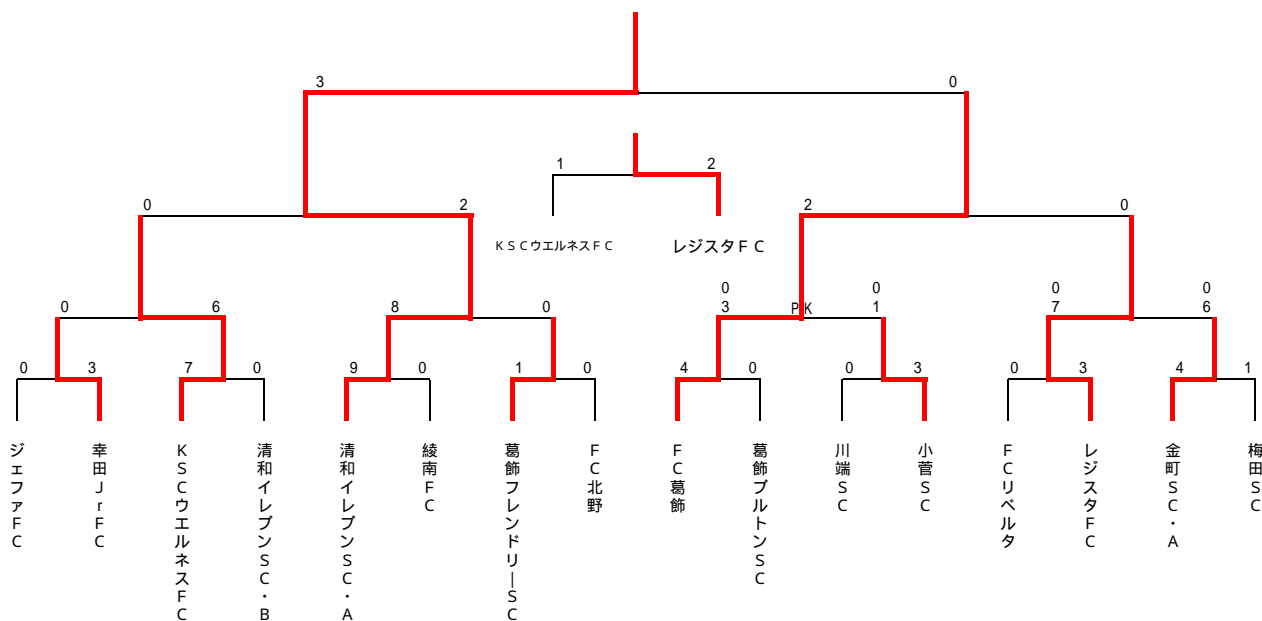 3 0
1 2
0 2 2 0
KSCウエルネスFC レジスタFC
0 0 0 0
0 6 8 0 3 PK 1 7 6
0 3 7 0 9 0 1 0 4 0 0 3 0 3 4 1
ジェファFC
幸田JrFC
KSCウエルネスFC
清和イレブンSC・B
清和イレブンSC・A
綾南FC
葛飾フレンドリーSC
FC北野
FC葛飾
葛飾ブルトンSC
川端SC
小菅SC
FCリベルタ
レジスタFC
金町SC・A
梅田SC